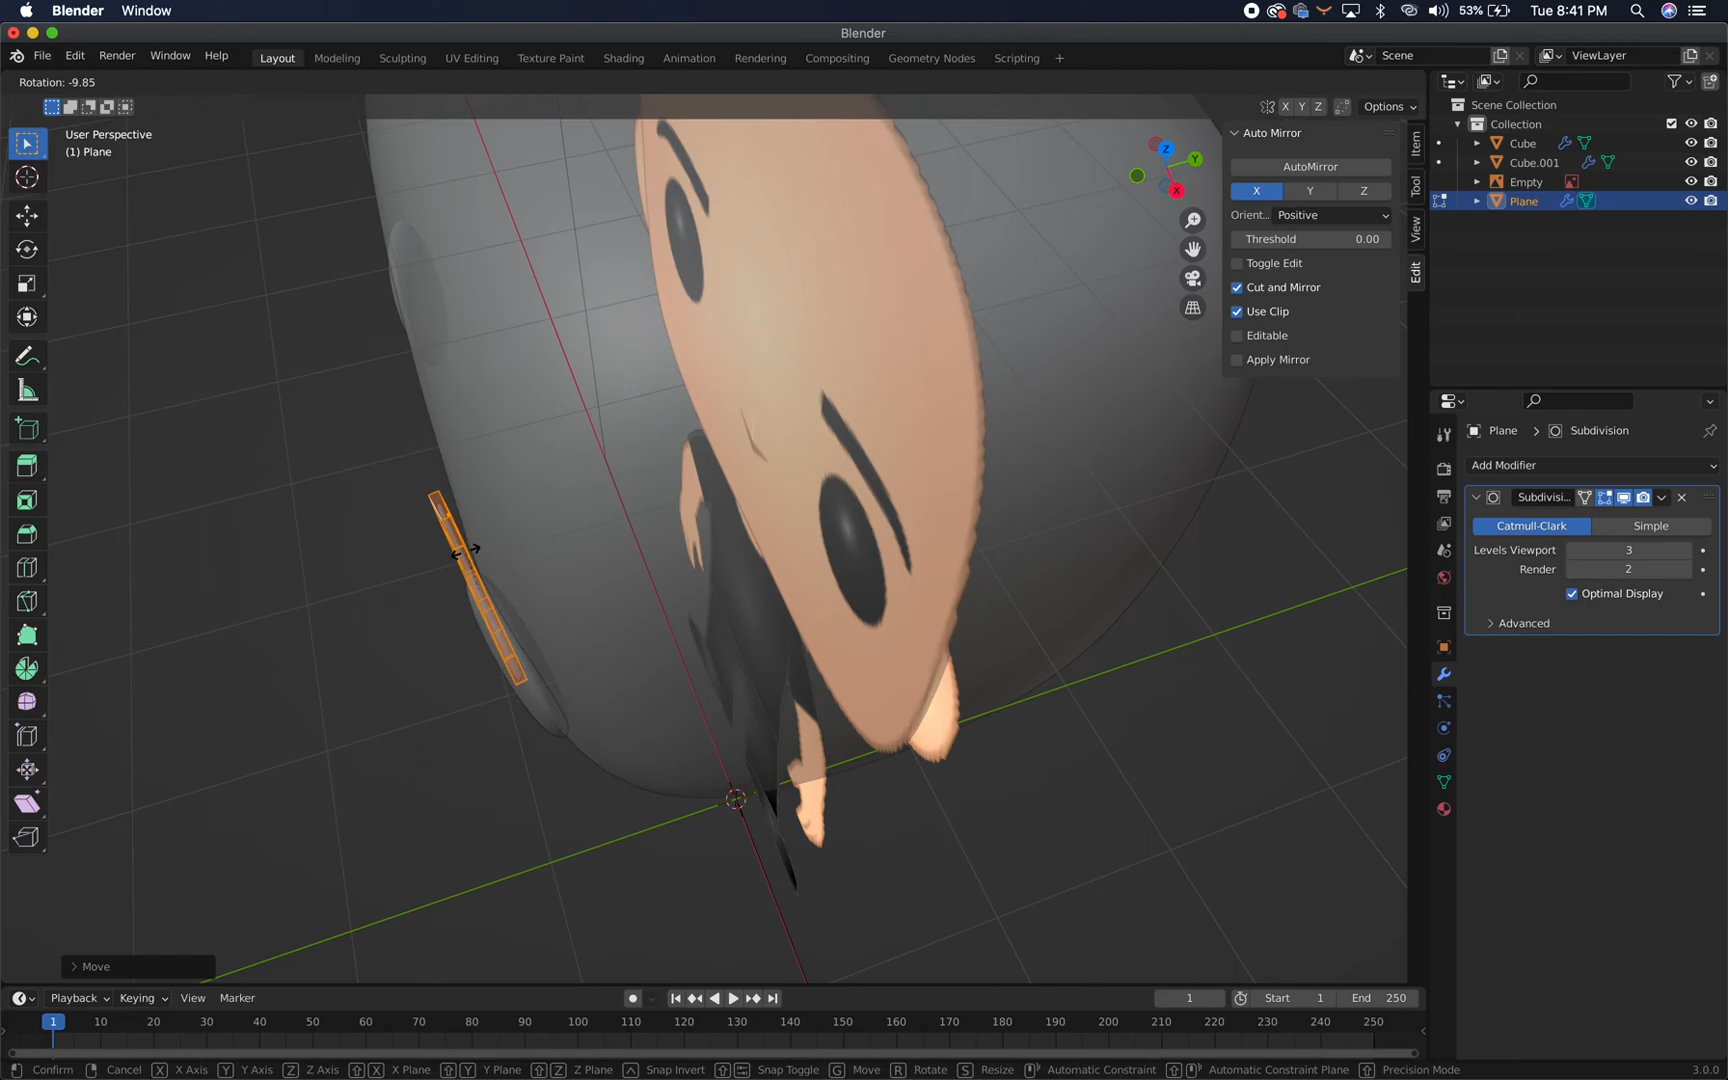 Blender Window 53% Tue 8:41 PM
Blender
File Edit Render Window Help Layout Modeling Sculpting UV Editing Texture Paint Shading Animation Rendering Compositing Geometry Nodes Scripting + Scene ViewLayer
Rotation: -9.85
X Y Z Options
User Perspective
(1) Plane
Z
Y
X
Auto Mirror
AutoMirror
X Y Z
Orient... Positive
Threshold 0.00
Toggle Edit
Cut and Mirror
Use Clip
Editable
Apply Mirror
Item
Tool
View
Edit
Scene Collection
Collection
Cube
Cube.001
Empty
Plane
Plane > Subdivision
Add Modifier
Subdivisi...
Catmull-Clark Simple
Levels Viewport 3
Render 2
Optimal Display
Advanced
Move
Playback Keying View Marker 1 Start 1 End 250
1 10 20 30 40 50 60 70 80 90 100 110 120 130 140 150 160 170 180 190 200 210 220 230 240 250
Confirm Cancel X X Axis Y Y Axis Z Z Axis X X Plane Y Y Plane Z Z Plane Snap Invert Snap Toggle G Move R Rotate S Resize Automatic Constraint Automatic Constraint Plane Precision Mode 3.0.0